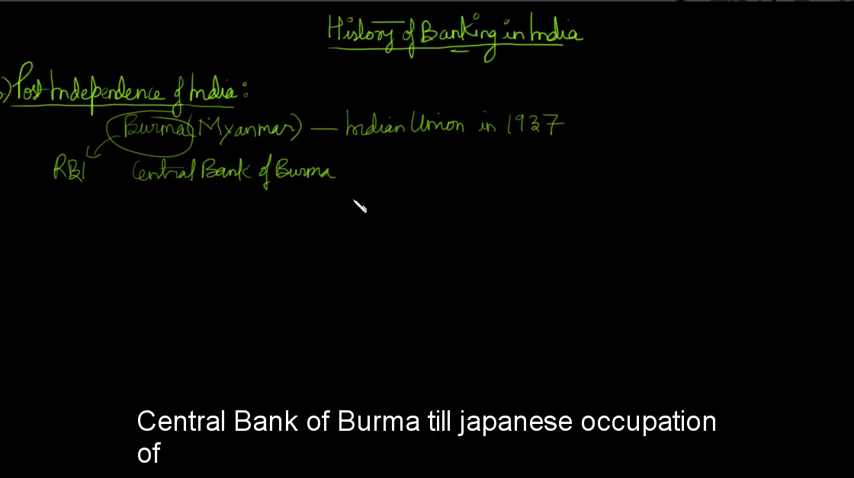 History of Banking in India
.) Post Independence of India:
Burma (Myanmar) — Indian Union in 1937
RBI Central Bank of Burma
Central Bank of Burma till japanese occupation
of